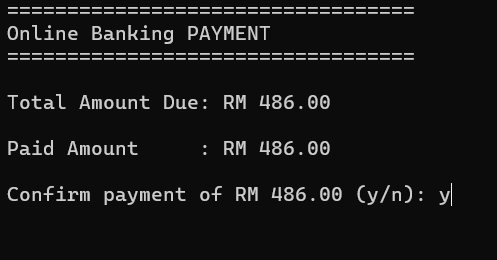 ==================================
Online Banking PAYMENT
==================================
Total Amount Due: RM 486.00
Paid Amount     : RM 486.00
Confirm payment of RM 486.00 (y/n): y